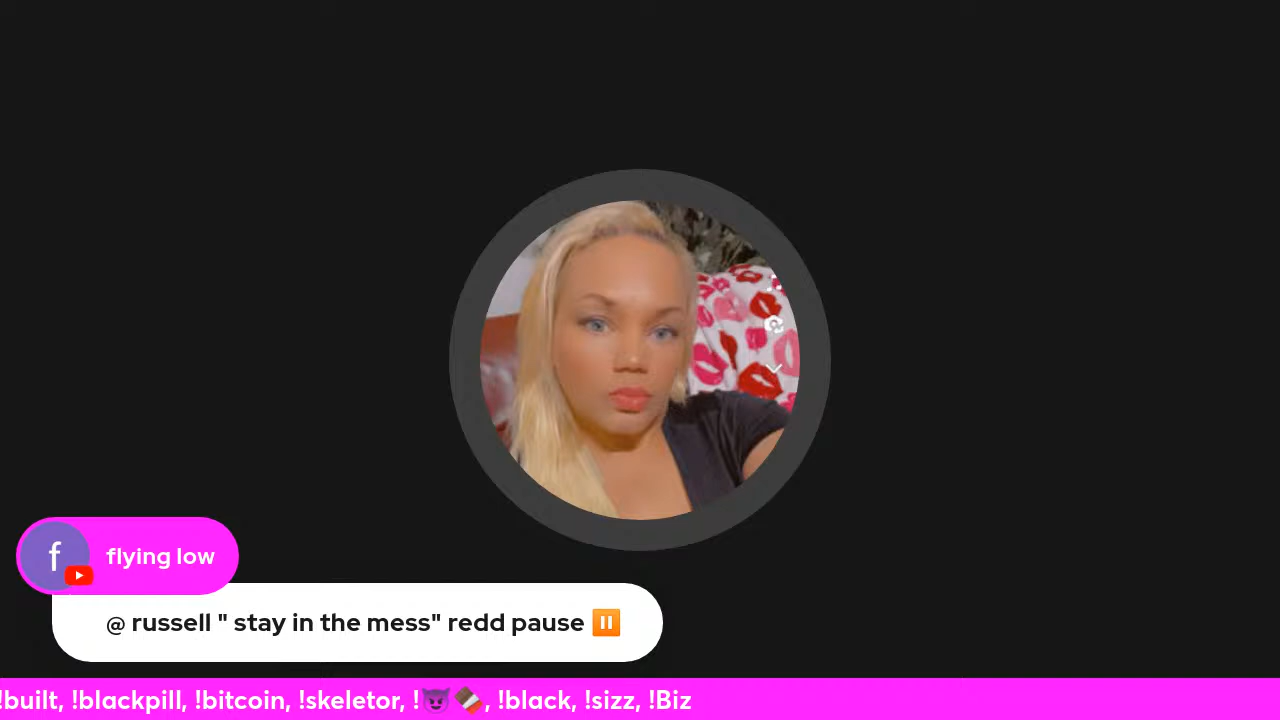 f flying low
@ russell " stay in the mess" redd pause ⏸️
!built, !blackpill, !bitcoin, !skeletor, !😈🍫, !black, !sizz, !Biz